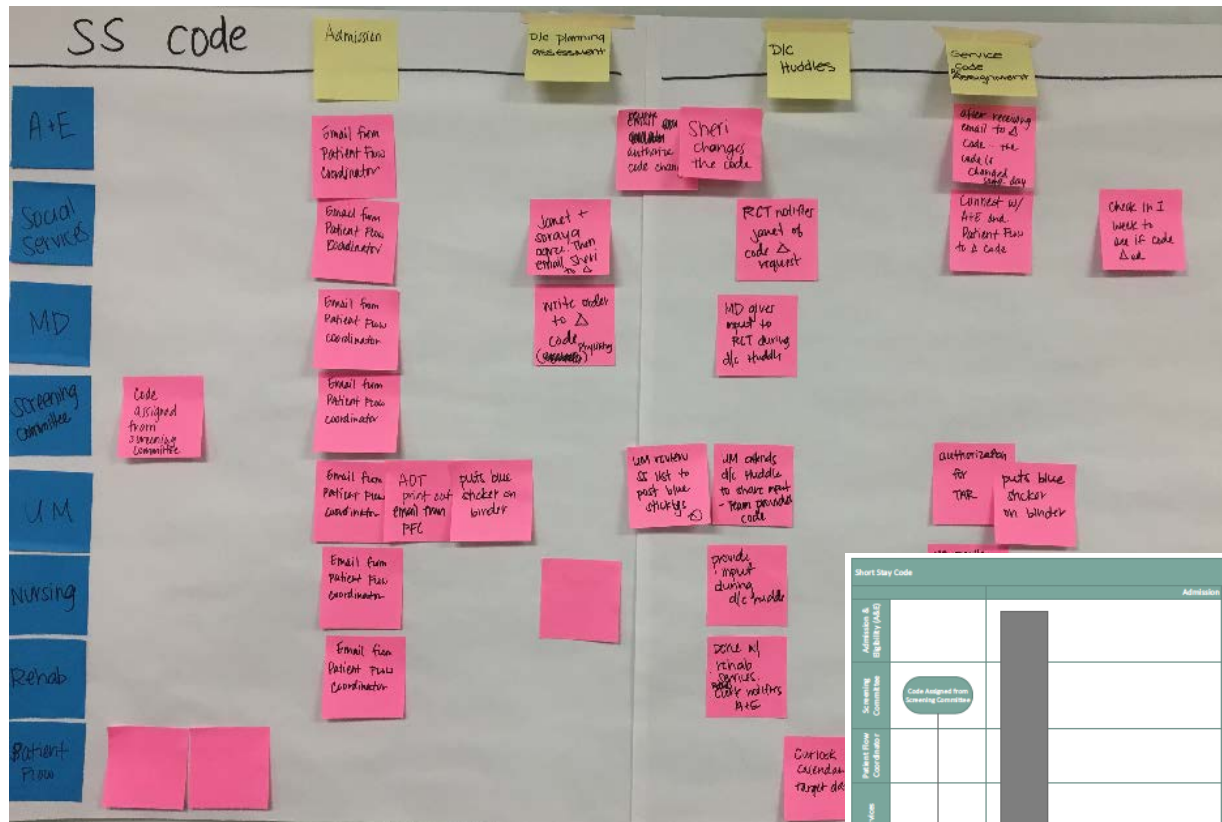 SS code
Admission
D/C planning
assessment
D/C
Huddles
Service
Code
A+E
Email from
Patient Flow
Coordinator
authorize
code chan
Sheri
changes
the code
after receiving
email to Δ
code - the
code is
changed
same day
Social
Services
Email from
Patient Flow
Coordinator
Janet +
Soraya
agree. Then
email Sheri
to Δ
RCT notifies
Janet of
code Δ
request
Connect w/
A+E and
Patient Flow
to Δ code
Check in 1
week to
see if code
Δ ed
MD
Email from
Patient Flow
coordinator
write order
to Δ
code
MD gives
input to
RCT during
d/c Huddle
Screening
Committee
Code
assigned
from
screening
committee
Email from
Patient Flow
coordinator
UM
Email from
Patient Flow
coordinator
ADT
print out
email from
PFC
puts blue
sticker on
binder
UM review
SS list to
post blue
stickys
UM attends
d/c Huddle
to share input
- Team provided
code
authorization
for
TAR
puts blue
sticker
on binder
Nursing
Email from
Patient Flow
Coordinator
provide
input
during
d/c huddle
Rehab
Email from
Patient Flow
Coordinator
Done w/
rehab
services.
clerk notifies
A+E
Patient
Flow
Outlook
Calendar
target da
Short Stay Code
Admission
Admission &
Eligibility (A&E)
Screening
Committee
Code Assigned from
Screening Committee
Patient Flow
Coordinator
vices